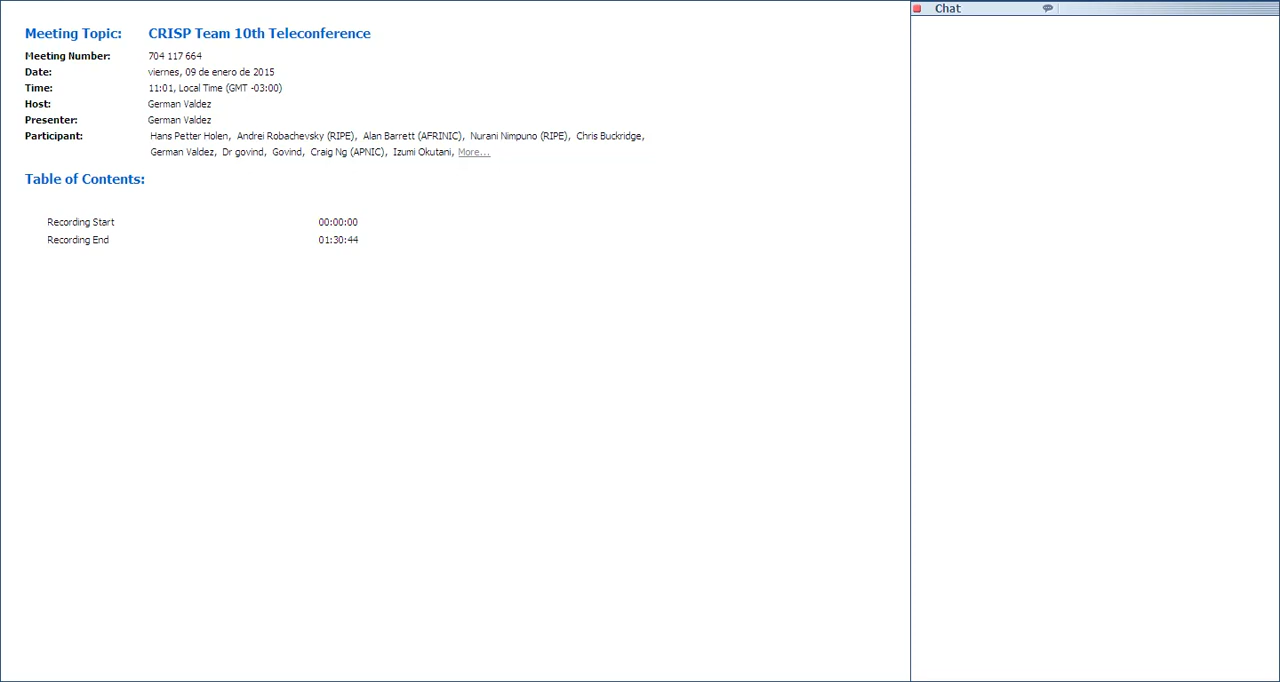 Chat
Meeting Topic: CRISP Team 10th Teleconference
Meeting Number: 704 117 664
Date: viernes, 09 de enero de 2015
Time: 11:01, Local Time (GMT -03:00)
Host: German Valdez
Presenter: German Valdez
Participant: Hans Petter Holen, Andrei Robachevsky (RIPE), Alan Barrett (AFRINIC), Nurani Nimpuno (RIPE), Chris Buckridge,
German Valdez, Dr govind, Govind, Craig Ng (APNIC), Izumi Okutani, More...
Table of Contents:
Recording Start 00:00:00
Recording End 01:30:44